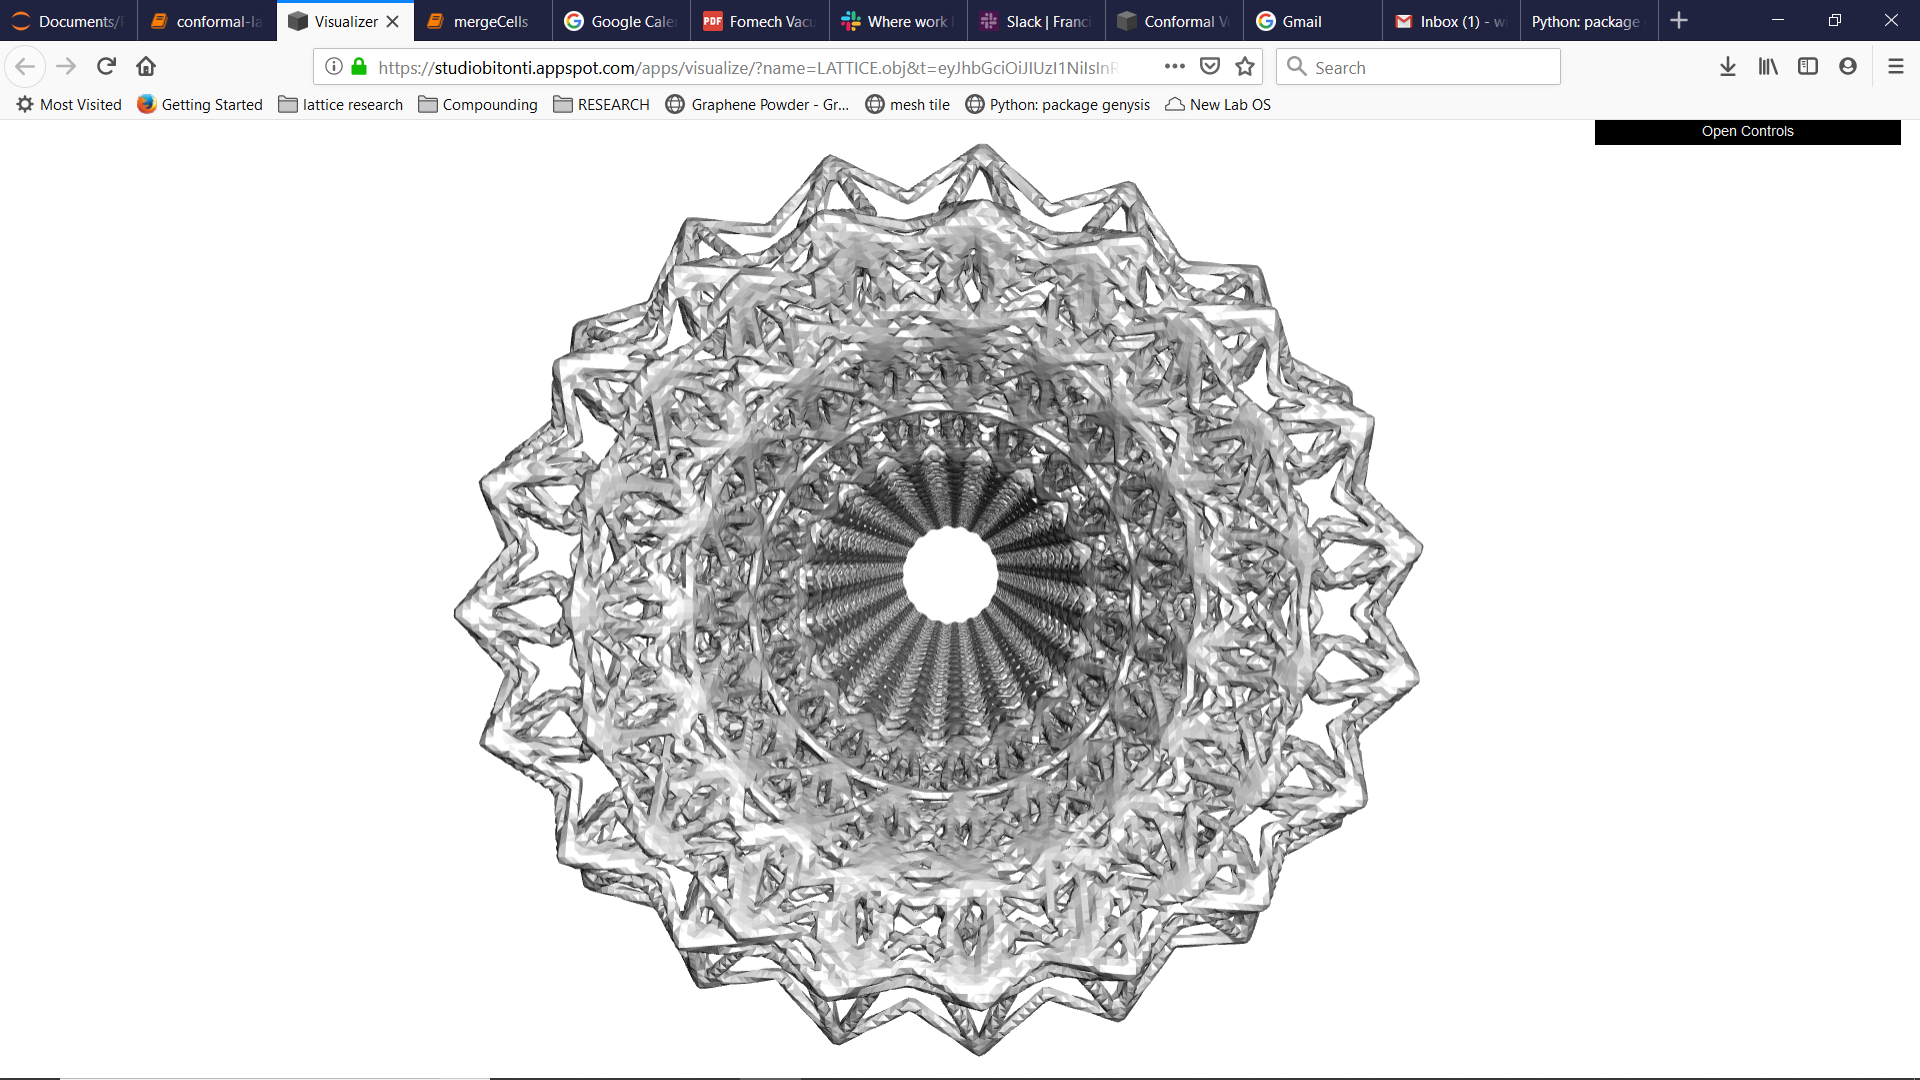 Documents/
conformal-la
Visualizer
mergeCells
Google Cale
PDF Fomech Vacu
Where work
Slack | Franci
Conformal V
Gmail
Inbox (1) - w
Python: package
https://studiobitonti.appspot.com/apps/visualize/?name=LATTICE.obj&t=eyJhbGciOiJIUzI1NiIsInR
Search
Most Visited
Getting Started
lattice research
Compounding
RESEARCH
Graphene Powder - Gr...
mesh tile
Python: package genysis
New Lab OS
Open Controls